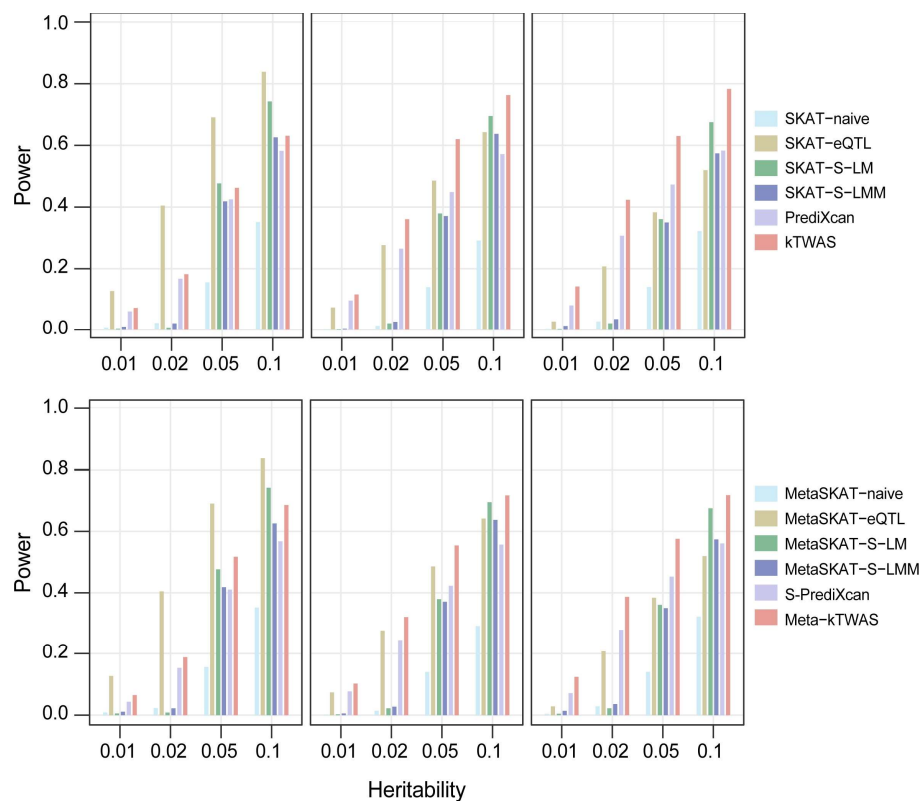 1.0
0.8
0.6
0.4
0.2
0.0
Power
0.01 0.02 0.05 0.1
0.01 0.02 0.05 0.1
0.01 0.02 0.05 0.1
SKAT-naive
SKAT-eQTL
SKAT-S-LM
SKAT-S-LMM
PrediXcan
kTWAS
1.0
0.8
0.6
0.4
0.2
0.0
Power
0.01 0.02 0.05 0.1
0.01 0.02 0.05 0.1
0.01 0.02 0.05 0.1
MetaSKAT-naive
MetaSKAT-eQTL
MetaSKAT-S-LM
MetaSKAT-S-LMM
S-PrediXcan
Meta-kTWAS
Heritability